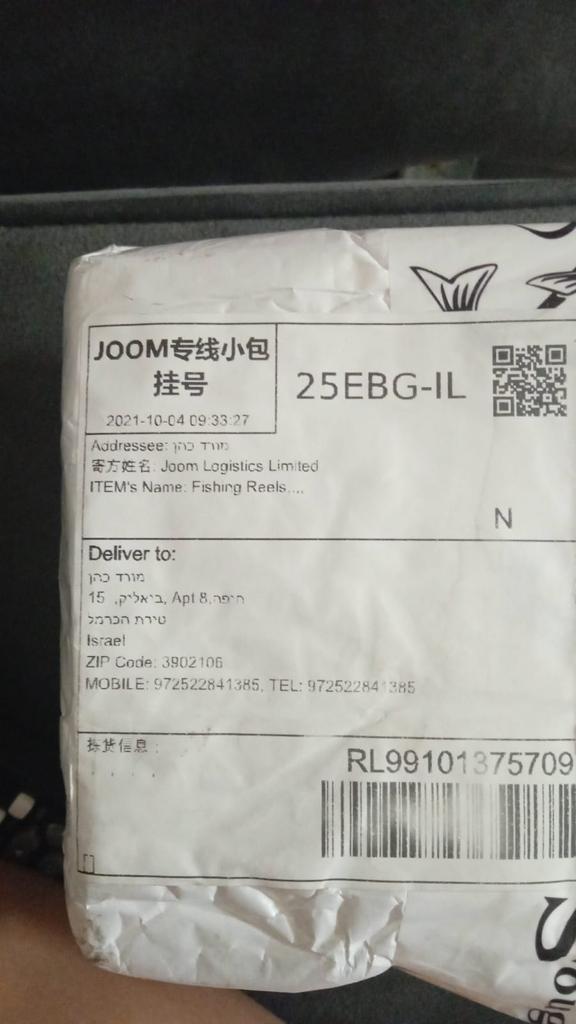 JOOM专线小包
挂号
2021-10-04 09:33:27
25EBG-IL
Addressee: מורד כהן
寄方姓名: Joom Logistics Limited
ITEM's Name: Fishing Reels....
N
Deliver to:
מורד כהן
15 ,ביאליק, Apt 8,חיפה
טירת הכרמל
Israel
ZIP Code: 3902106
MOBILE: 972522841385, TEL: 972522841385
拣货信息:
RL99101375709